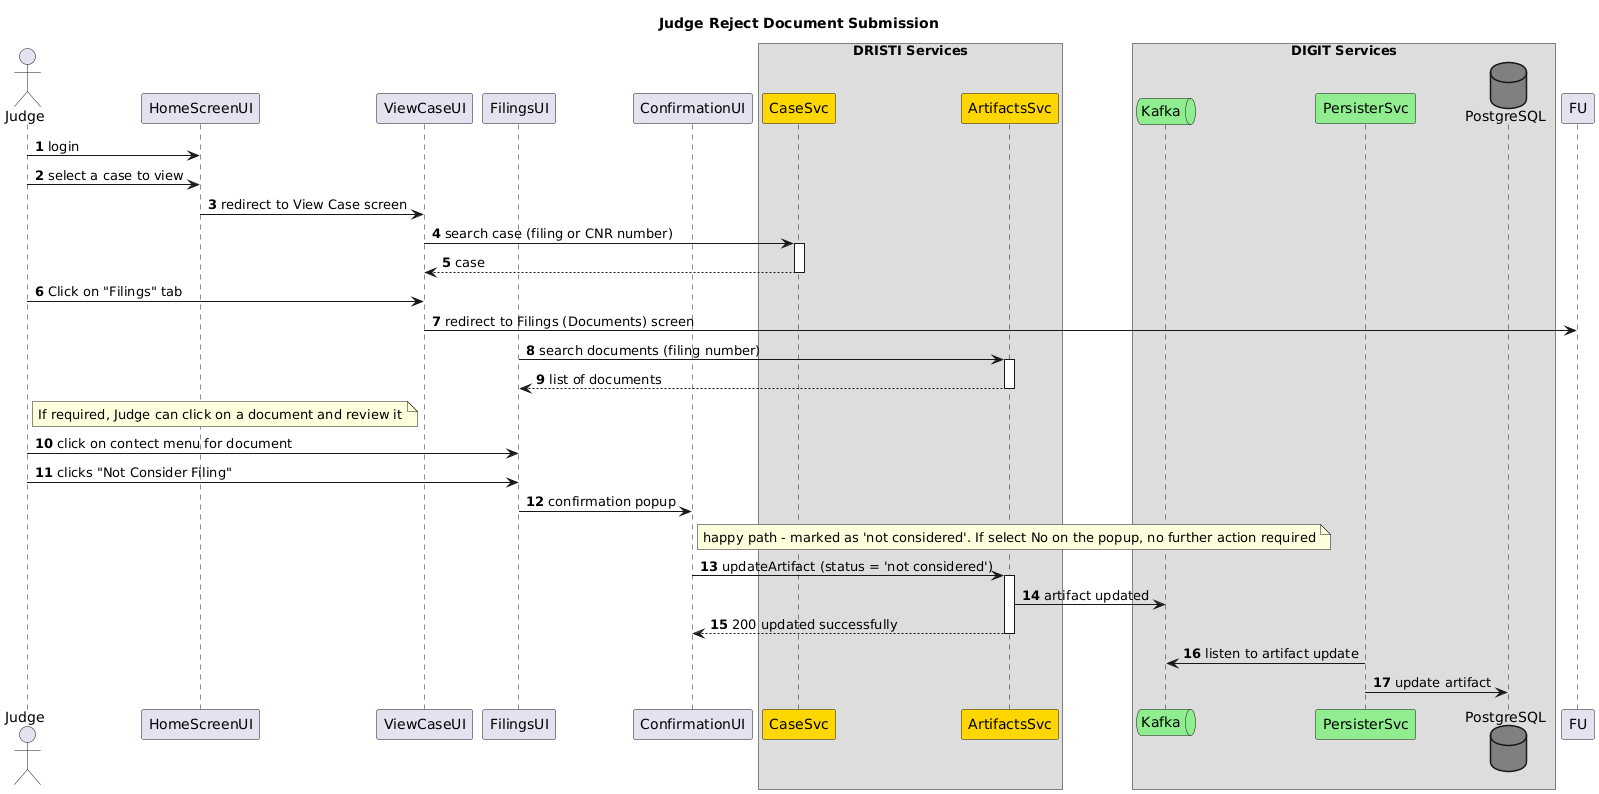 Judge Reject Document Submission
DRISTI Services
DIGIT Services
Judge
HomeScreenUI
ViewCaseUI
FilingsUI
ConfirmationUI
CaseSvc
ArtifactsSvc
Kafka
PersisterSvc
PostgreSQL
FU
1 login
2 select a case to view
3 redirect to View Case screen
4 search case (filing or CNR number)
5 case
6 Click on "Filings" tab
7 redirect to Filings (Documents) screen
8 search documents (filing number)
9 list of documents
If required, Judge can click on a document and review it
10 click on contect menu for document
11 clicks "Not Consider Filing"
12 confirmation popup
happy path - marked as 'not considered'. If select No on the popup, no further action required
13 updateArtifact (status = 'not considered')
14 artifact updated
15 200 updated successfully
16 listen to artifact update
17 update artifact
Judge
HomeScreenUI
ViewCaseUI
FilingsUI
ConfirmationUI
CaseSvc
ArtifactsSvc
Kafka
PersisterSvc
PostgreSQL
FU